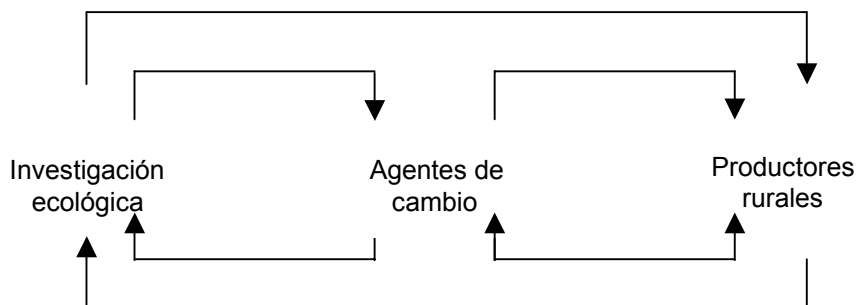 Investigación
ecológica
Agentes de
cambio
Productores
rurales